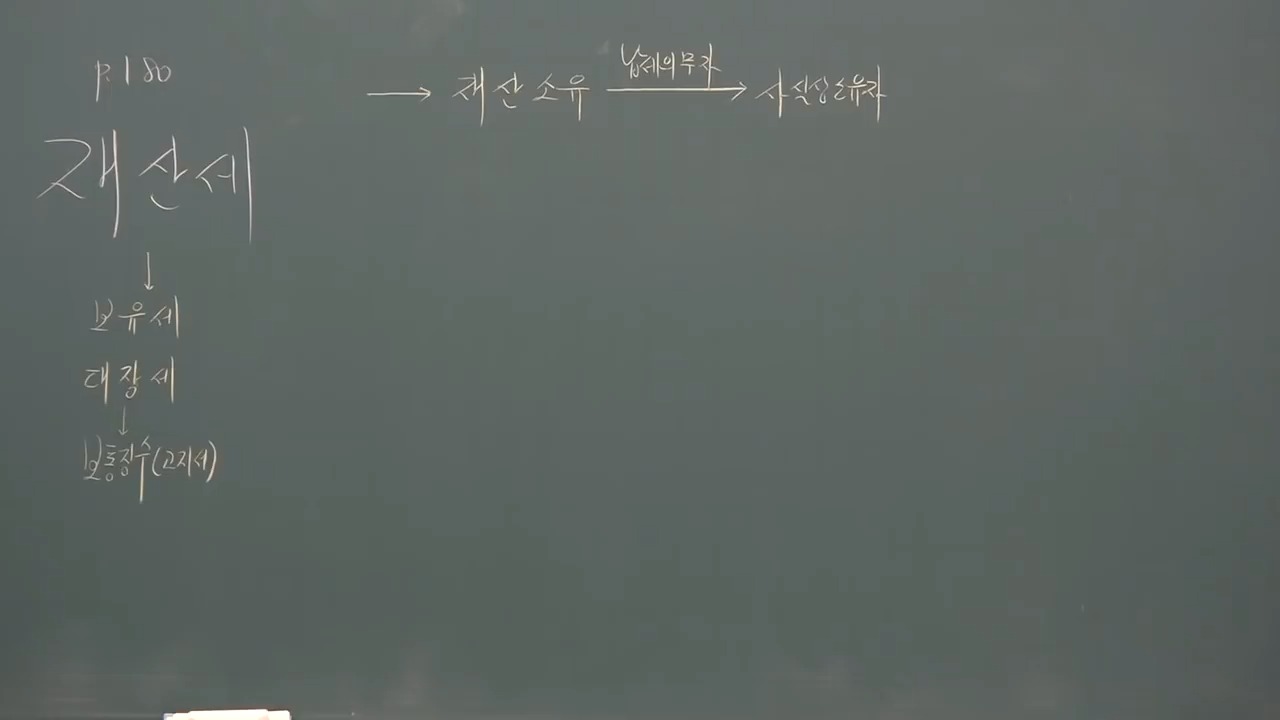 p.180
재산세
↓
보유세
대장세
↓
보통징수(고지서)
→ 재산소유 납세의무자 → 사실상소유자